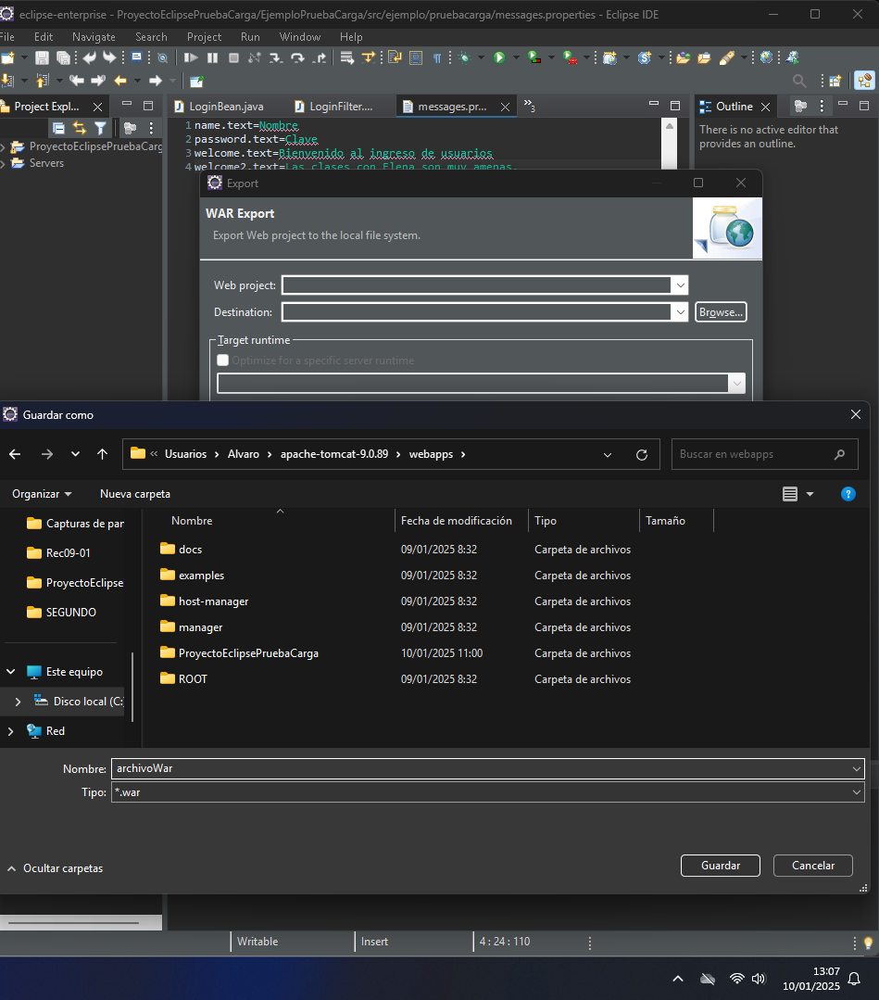 eclipse-enterprise - ProyectoEclipsePruebaCarga/EjemploPruebaCarga/src/ejemplo/pruebacarga/messages.properties - Eclipse IDE
File Edit Navigate Search Project Run Window Help
Project Expl...
LoginBean.java
LoginFilter....
messages.pr...
3
Outline
ProyectoEclipsePruebaCarg
Servers
1 name.text=Nombre
2 password.text=Clave
3 welcome.text=Bienvenido al ingreso de usuarios
4 welcome2.text=Las clases con Elena son muy amenas.
There is no active editor that
provides an outline.
Export
WAR Export
Export Web project to the local file system.
Web project:
Destination:
Browse...
Target runtime
Optimize for a specific server runtime
Guardar como
« Usuarios › Alvaro › apache-tomcat-9.0.89 › webapps ›
Buscar en webapps
Organizar
Nueva carpeta
Capturas de par
Rec09-01
ProyectoEclipse
SEGUNDO
Este equipo
Disco local (C:
Red
Nombre Fecha de modificación Tipo Tamaño
docs 09/01/2025 8:32 Carpeta de archivos
examples 09/01/2025 8:32 Carpeta de archivos
host-manager 09/01/2025 8:32 Carpeta de archivos
manager 09/01/2025 8:32 Carpeta de archivos
ProyectoEclipsePruebaCarga 10/01/2025 11:00 Carpeta de archivos
ROOT 09/01/2025 8:32 Carpeta de archivos
Nombre: archivoWar
Tipo: *.war
Ocultar carpetas
Guardar
Cancelar
Writable
Insert
4 : 24 : 110
13:07
10/01/2025